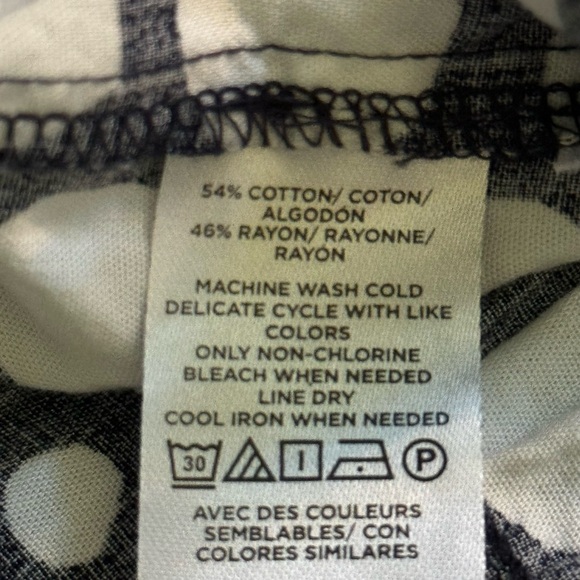 54% COTTON/ COTON/
ALGODÓN
46% RAYON/ RAYONNE/
RAYÓN
MACHINE WASH COLD
DELICATE CYCLE WITH LIKE
COLORS
ONLY NON-CHLORINE
BLEACH WHEN NEEDED
LINE DRY
COOL IRON WHEN NEEDED
30 P
AVEC DES COULEURS
SEMBLABLES/ CON
COLORES SIMILARES